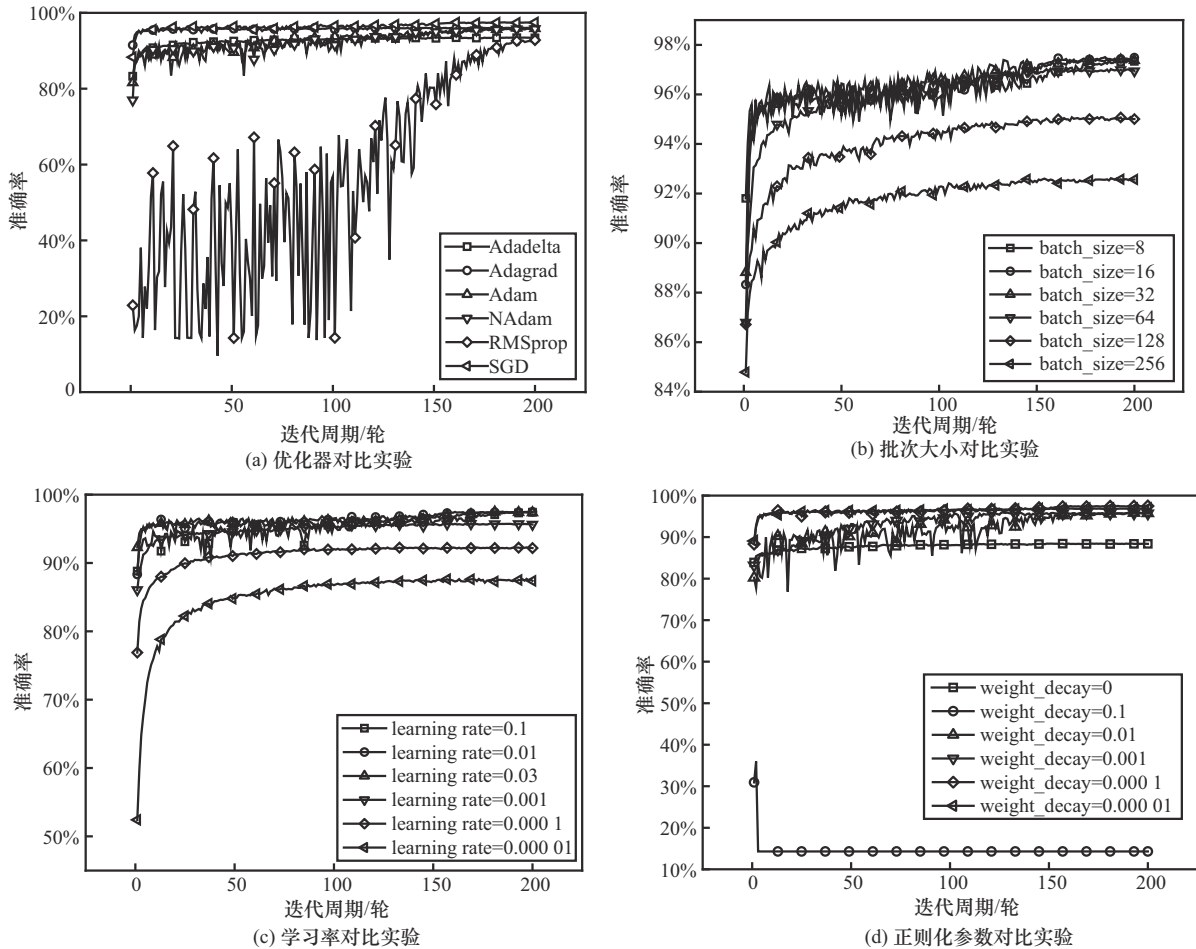 100%
80%
60%
40%
20%
0
准确率
50
100
150
200
Adadelta
Adagrad
Adam
NAdam
RMSprop
SGD
迭代周期/轮
(a) 优化器对比实验
98%
96%
94%
92%
90%
88%
86%
84%
准确率
0
50
100
150
200
batch_size=8
batch_size=16
batch_size=32
batch_size=64
batch_size=128
batch_size=256
迭代周期/轮
(b) 批次大小对比实验
100%
90%
80%
70%
60%
50%
准确率
0
50
100
150
200
learning rate=0.1
learning rate=0.01
learning rate=0.03
learning rate=0.001
learning rate=0.000 1
learning rate=0.000 01
迭代周期/轮
(c) 学习率对比实验
100%
90%
80%
70%
60%
50%
40%
30%
20%
10%
准确率
0
50
100
150
200
weight_decay=0
weight_decay=0.1
weight_decay=0.01
weight_decay=0.001
weight_decay=0.000 1
weight_decay=0.000 01
迭代周期/轮
(d) 正则化参数对比实验